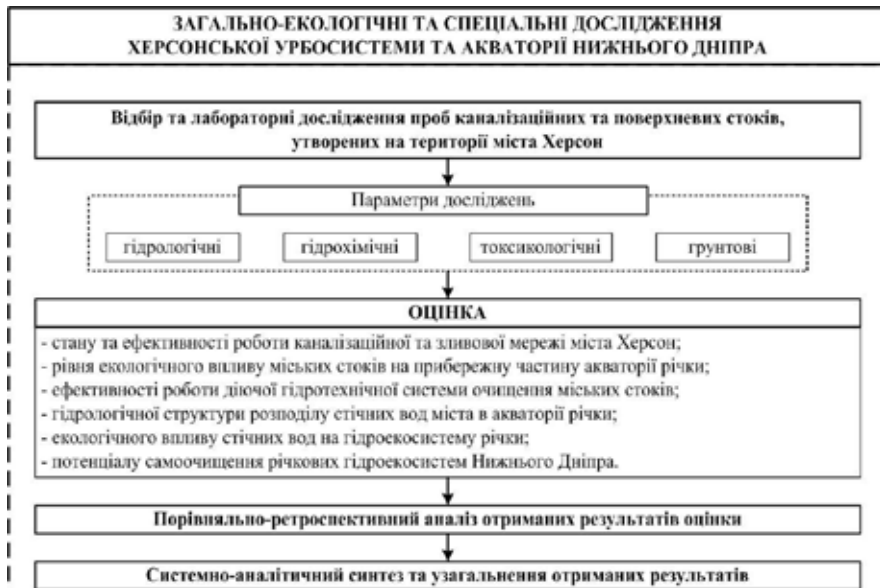 ЗАГАЛЬНО-ЕКОЛОГІЧНІ ТА СПЕЦІАЛЬНІ ДОСЛІДЖЕННЯ
ХЕРСОНСЬКОЇ УРБОСИСТЕМИ ТА АКВАТОРІЇ НИЖНЬОГО ДНІПРА
Відбір та лабораторні дослідження проб каналізаційних та поверхневих стоків,
утворених на території міста Херсон
Параметри досліджень
гідрологічні гідрохімічні токсикологічні грунтові
ОЦІНКА
- стану та ефективності роботи каналізаційної та зливової мережі міста Херсон;
- рівня екологічного впливу міських стоків на прибережну частину акваторії річки;
- ефективності роботи діючої гідротехнічної системи очищення міських стоків;
- гідрологічної структури розподілу стічних вод міста в акваторії річки;
- екологічного впливу стічних вод на гідроекосистему річки;
- потенціалу самоочищення річкових гідроекосистем Нижнього Дніпра.
Порівняльно-ретроспективний аналіз отриманих результатів оцінки
Системно-аналітичний синтез та узагальнення отриманих результатів